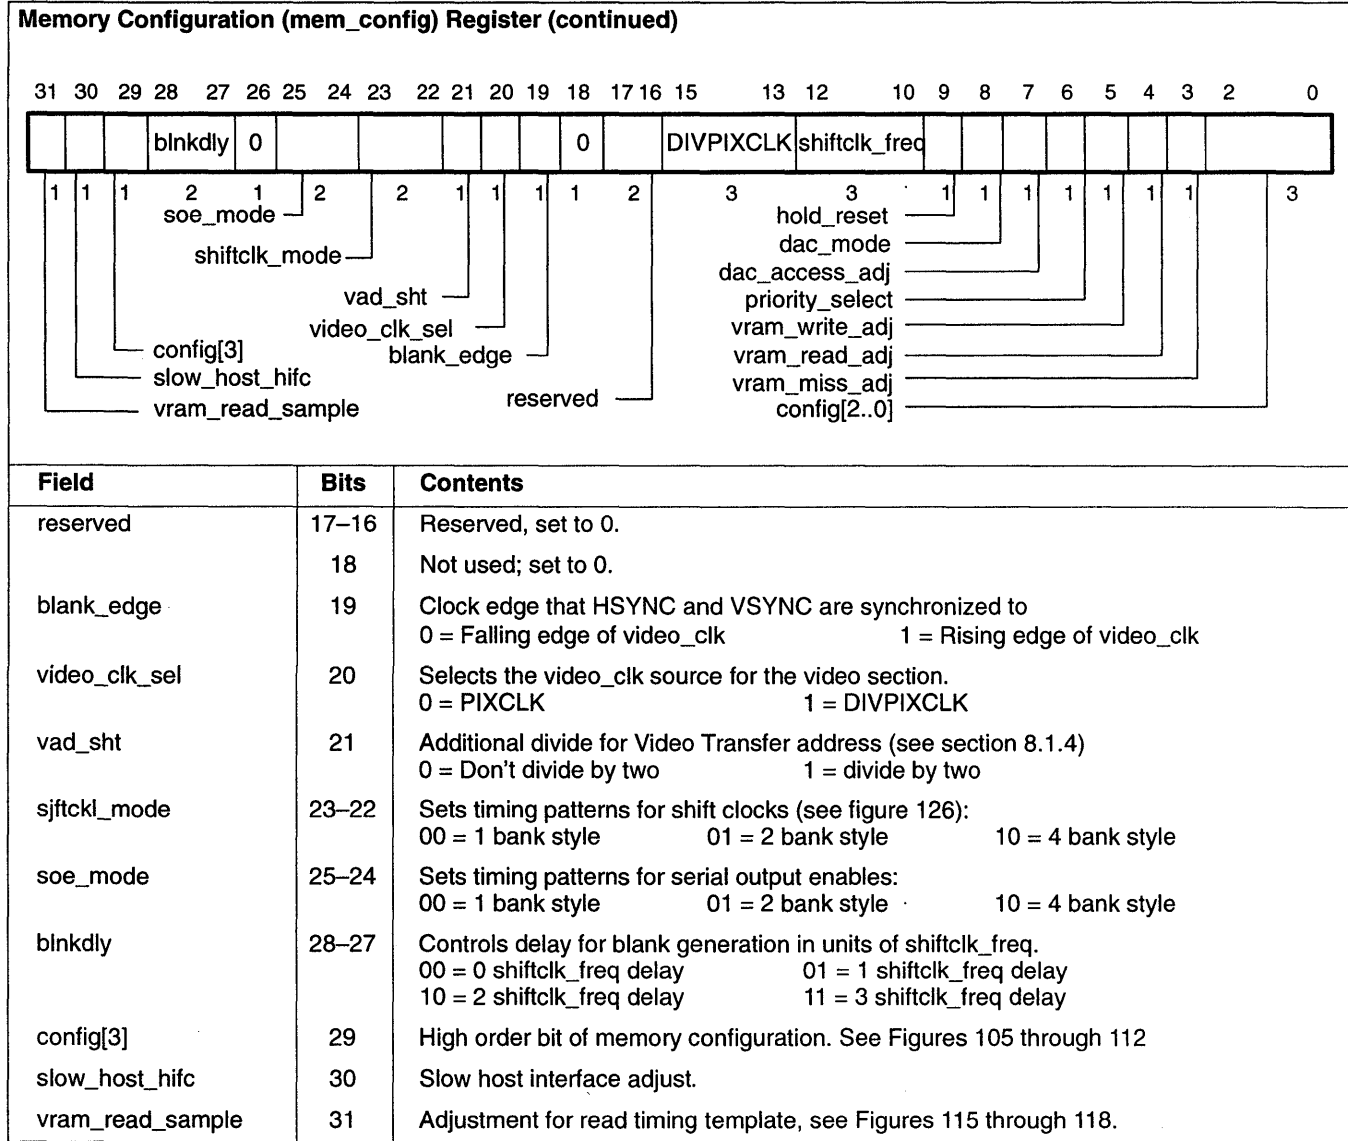 Memory Configuration (mem_config) Register (continued)
31 30 29 28 27 26 25 24 23 22 21 20 19 18 17 16 15 13 12 10 9 8 7 6 5 4 3 2 0
blnkdly 0 0 DIVPIXCLK shiftclk_freq
1 1 1 2 1 2 2 1 1 1 1 2 3 3 1 1 1 1 1 1 1 3
soe_mode hold_reset
dac_mode
shiftclk_mode
dac_access_adj
vad_sht priority_select
video_clk_sel vram_write_adj
config[3] blank_edge vram_read_adj
slow_host_hifc vram_miss_adj
vram_read_sample reserved config[2..0]
Field Bits Contents
reserved 17–16 Reserved, set to 0.
18 Not used; set to 0.
blank_edge 19 Clock edge that HSYNC and VSYNC are synchronized to
0 = Falling edge of video_clk 1 = Rising edge of video_clk
video_clk_sel 20 Selects the video_clk source for the video section.
0 = PIXCLK 1 = DIVPIXCLK
vad_sht 21 Additional divide for Video Transfer address (see section 8.1.4)
0 = Don't divide by two 1 = divide by two
sjftckl_mode 23–22 Sets timing patterns for shift clocks (see figure 126):
00 = 1 bank style 01 = 2 bank style 10 = 4 bank style
soe_mode 25–24 Sets timing patterns for serial output enables:
00 = 1 bank style 01 = 2 bank style 10 = 4 bank style
blnkdly 28–27 Controls delay for blank generation in units of shiftclk_freq.
00 = 0 shiftclk_freq delay 01 = 1 shiftclk_freq delay
10 = 2 shiftclk_freq delay 11 = 3 shiftclk_freq delay
config[3] 29 High order bit of memory configuration. See Figures 105 through 112
slow_host_hifc 30 Slow host interface adjust.
vram_read_sample 31 Adjustment for read timing template, see Figures 115 through 118.